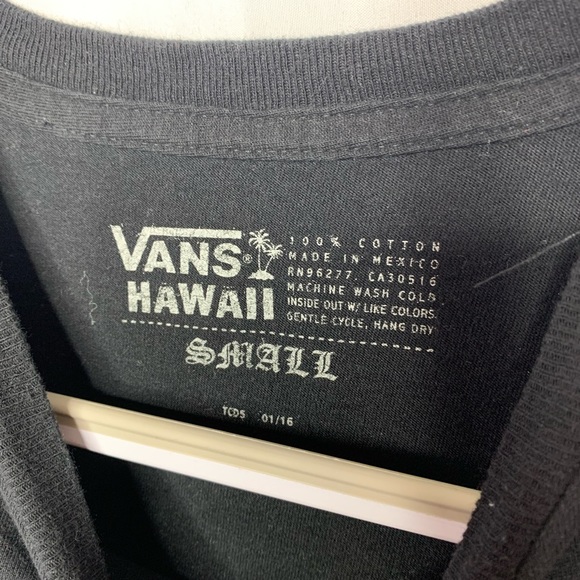 VANS®
HAWAII
100% COTTON
MADE IN MEXICO
RN96277. CA30516
MACHINE WASH COLD.
INSIDE OUT W/ LIKE COLORS.
GENTLE CYCLE, HANG DRY
SMALL
TCDS 01/16